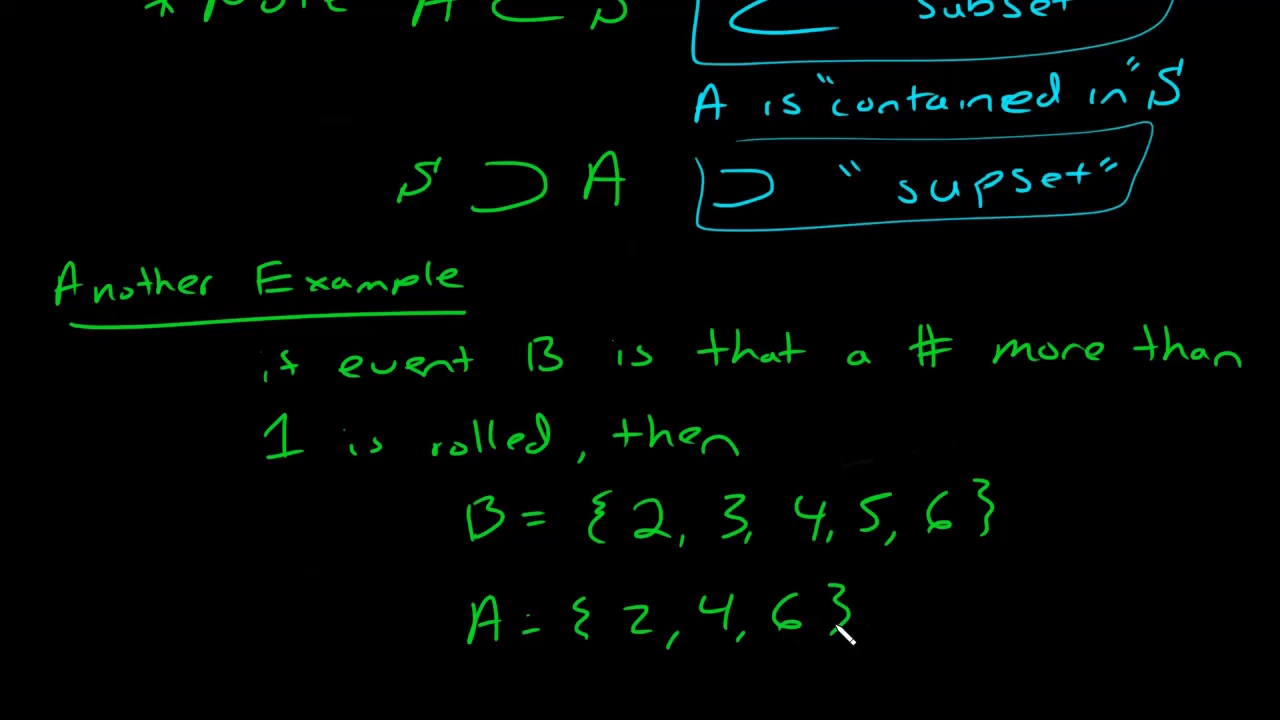 * Note A ⊂ S ⊂ subset
A is "contained in" S
S ⊃ A ⊃ "supset"
Another Example
if event B is that a # more than
1 is rolled, then
B = { 2, 3, 4, 5, 6 }
A = { 2, 4, 6 }